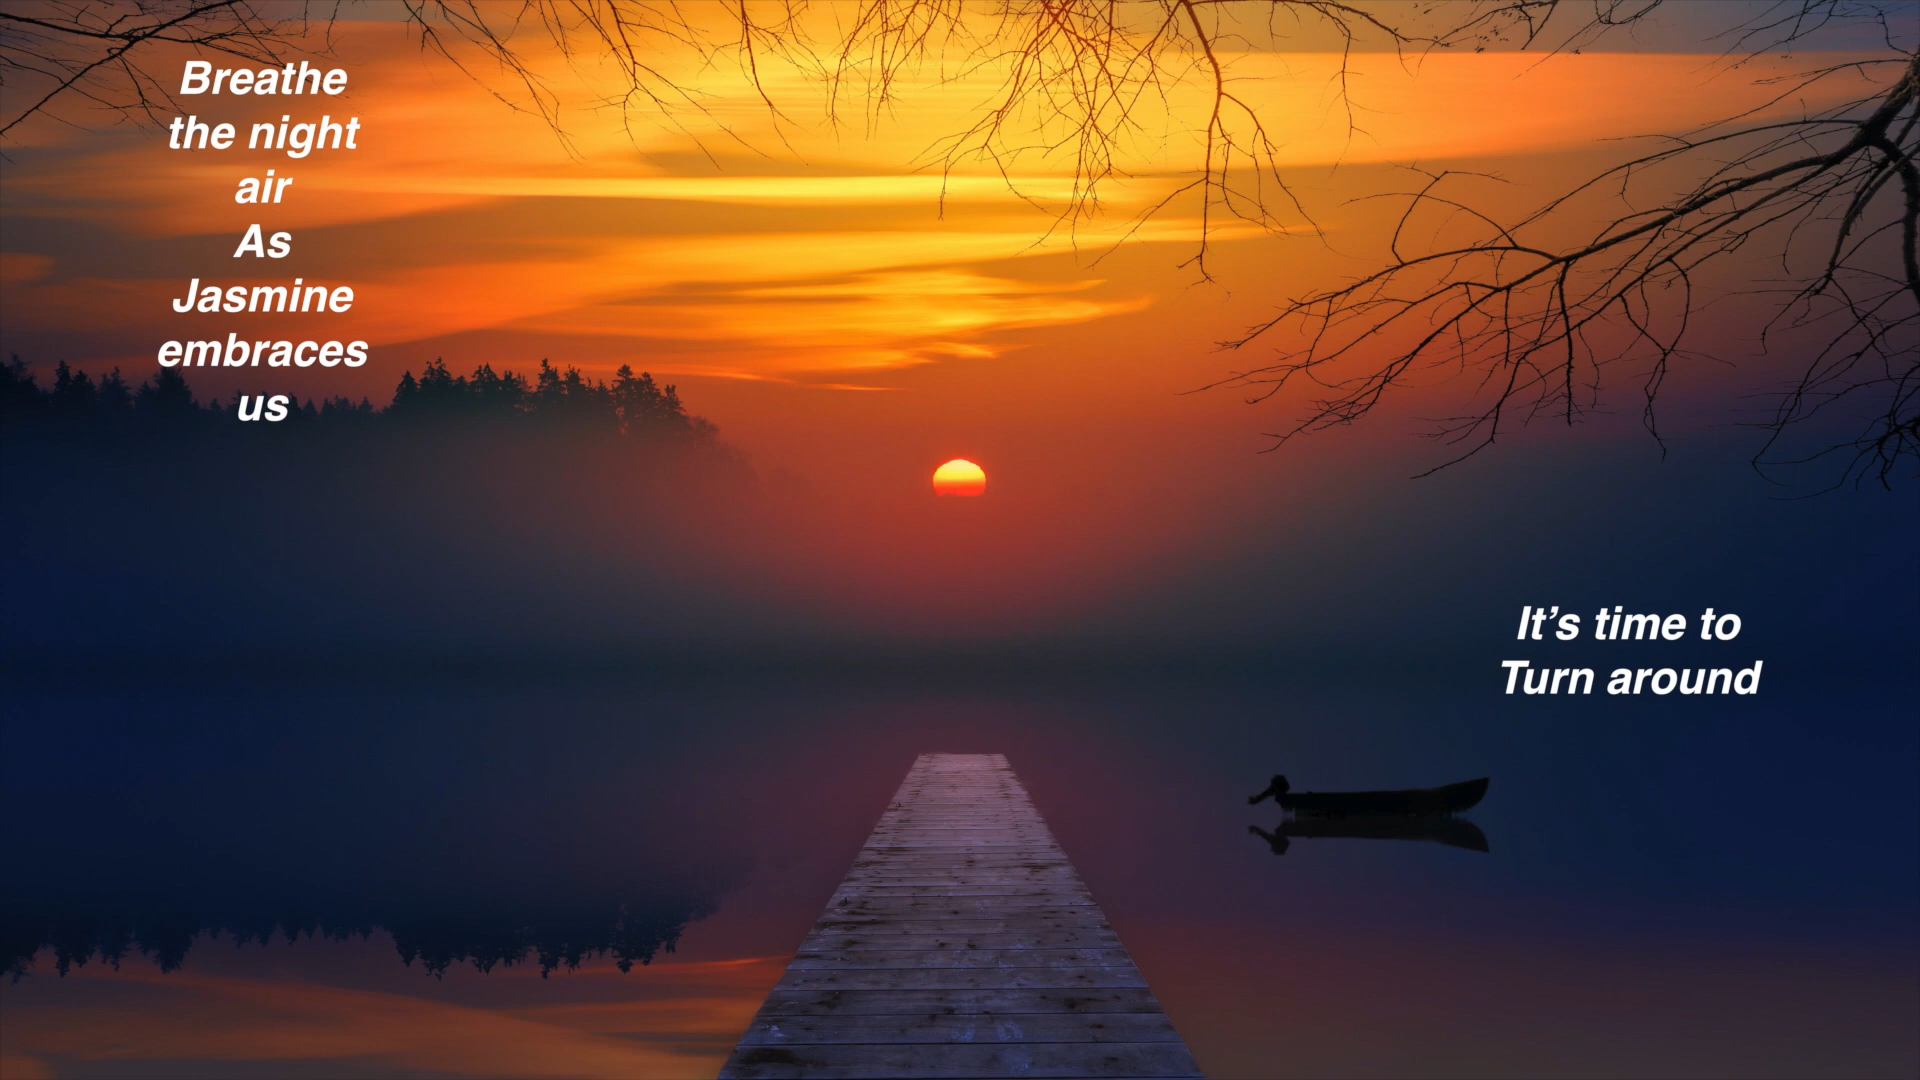 Breathe
the night
air
As
Jasmine
embraces
us
It’s time to
Turn around